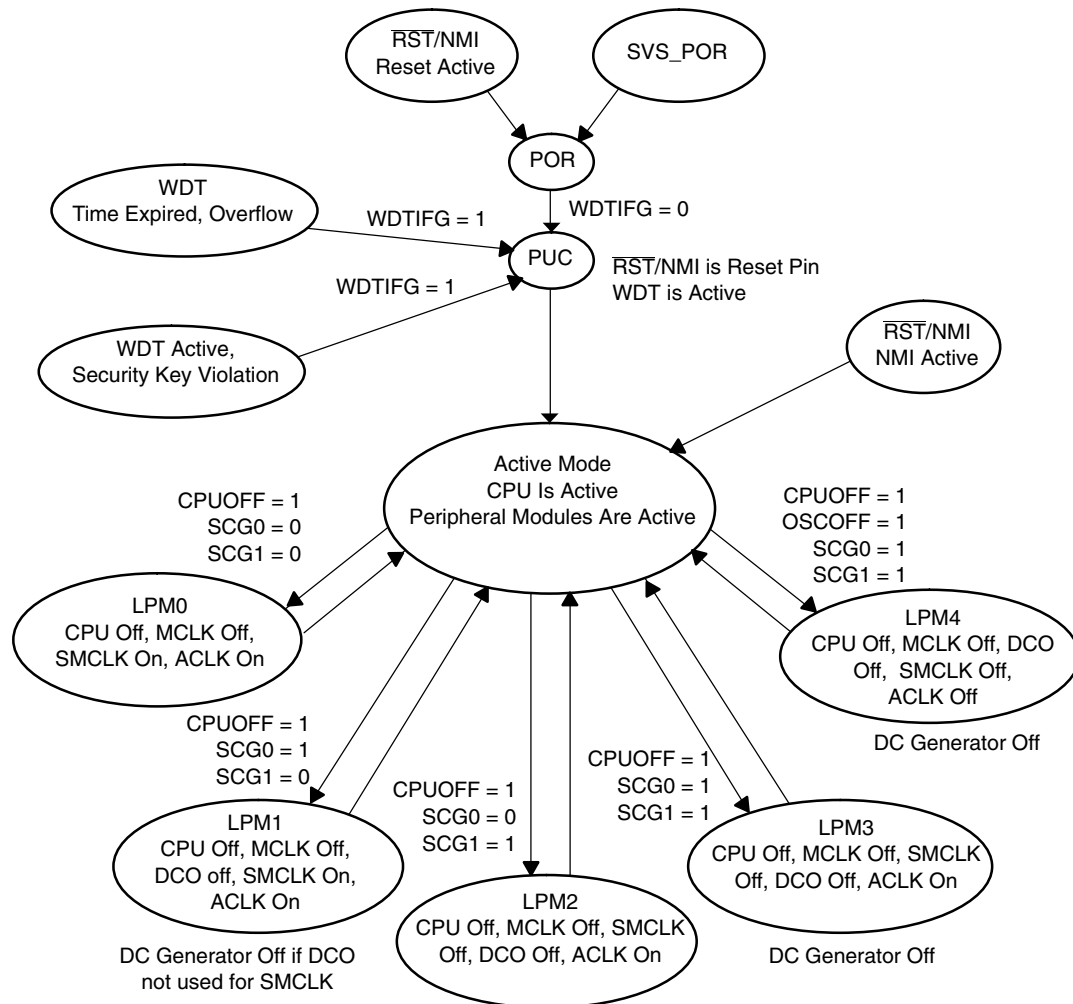 R̅S̅T̅/NMI
Reset Active
SVS_POR
POR
WDT
Time Expired, Overflow
WDTIFG = 1
WDTIFG = 0
PUC
R̅S̅T̅/NMI is Reset Pin
WDT is Active
WDTIFG = 1
WDT Active,
Security Key Violation
R̅S̅T̅/NMI
NMI Active
Active Mode
CPU Is Active
Peripheral Modules Are Active
CPUOFF = 1
SCG0 = 0
SCG1 = 0
CPUOFF = 1
OSCOFF = 1
SCG0 = 1
SCG1 = 1
LPM0
CPU Off, MCLK Off,
SMCLK On, ACLK On
LPM4
CPU Off, MCLK Off, DCO
Off, SMCLK Off,
ACLK Off
DC Generator Off
CPUOFF = 1
SCG0 = 1
SCG1 = 0
CPUOFF = 1
SCG0 = 0
SCG1 = 1
CPUOFF = 1
SCG0 = 1
SCG1 = 1
LPM1
CPU Off, MCLK Off,
DCO off, SMCLK On,
ACLK On
DC Generator Off if DCO
not used for SMCLK
LPM2
CPU Off, MCLK Off, SMCLK
Off, DCO Off, ACLK On
LPM3
CPU Off, MCLK Off, SMCLK
Off, DCO Off, ACLK On
DC Generator Off